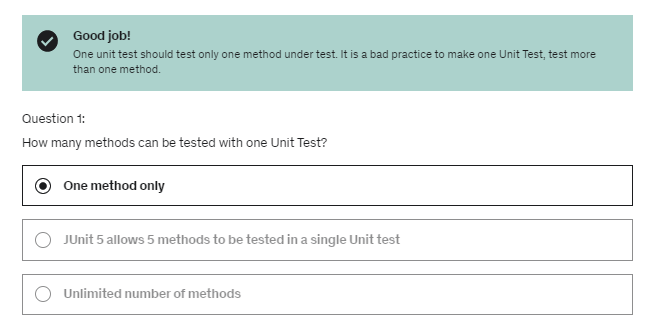 Good job!
One unit test should test only one method under test. It is a bad practice to make one Unit Test, test more
than one method.
Question 1:
How many methods can be tested with one Unit Test?
One method only
JUnit 5 allows 5 methods to be tested in a single Unit test
Unlimited number of methods